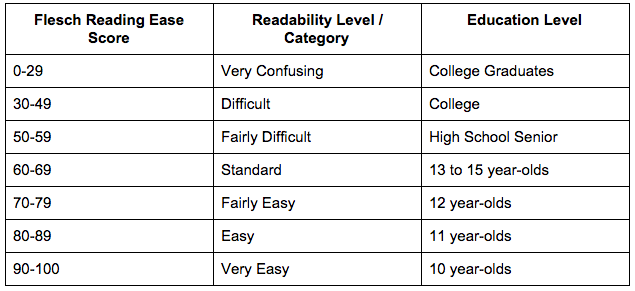 Flesch Reading Ease Score Readability Level / Category Education Level
0-29 Very Confusing College Graduates
30-49 Difficult College
50-59 Fairly Difficult High School Senior
60-69 Standard 13 to 15 year-olds
70-79 Fairly Easy 12 year-olds
80-89 Easy 11 year-olds
90-100 Very Easy 10 year-olds